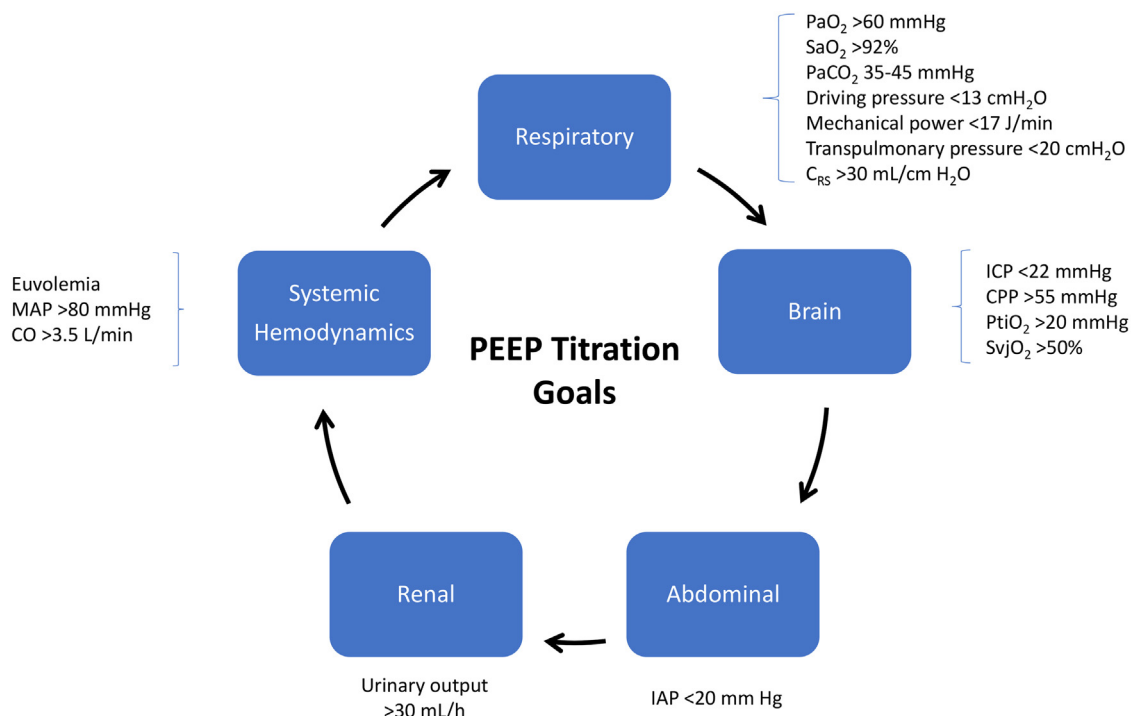 PaO₂ >60 mmHg
SaO₂ >92%
PaCO₂ 35-45 mmHg
Driving pressure <13 cmH₂O
Mechanical power <17 J/min
Transpulmonary pressure <20 cmH₂O
C_RS >30 mL/cm H₂O
Respiratory
Euvolemia
MAP >80 mmHg
CO >3.5 L/min
Systemic
Hemodynamics
PEEP Titration
Goals
Brain
ICP <22 mmHg
CPP >55 mmHg
PtiO₂ >20 mmHg
SvjO₂ >50%
Renal
Abdominal
Urinary output
>30 mL/h
IAP <20 mm Hg